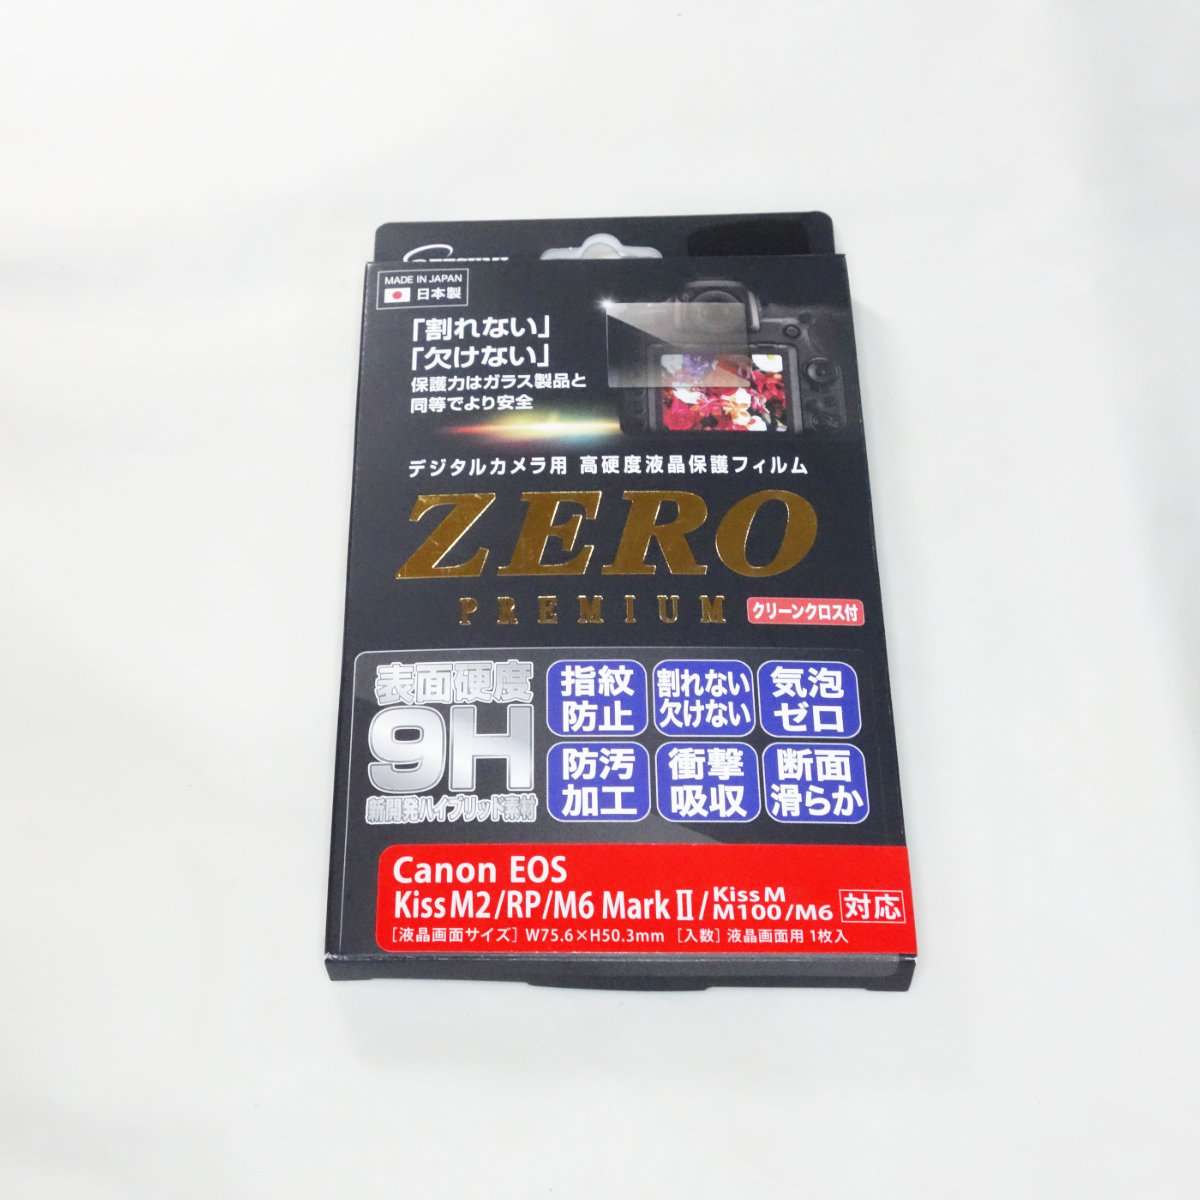 MADE IN JAPAN
日本製
「割れない」
「欠けない」
保護力はガラス製品と
同等でより安全
デジタルカメラ用 高硬度液晶保護フィルム
ZERO
PREMIUM
クリーンクロス付
表面硬度
9H
新開発ハイブリッド素材
指紋
防止
割れない
欠けない
気泡
ゼロ
防汚
加工
衝撃
吸収
断面
滑らか
Canon EOS
Kiss M2/RP/M6 Mark II/
Kiss M
M100/M6
対応
[液晶画面サイズ] W75.6×H50.3mm [入数] 液晶画面用 1枚入